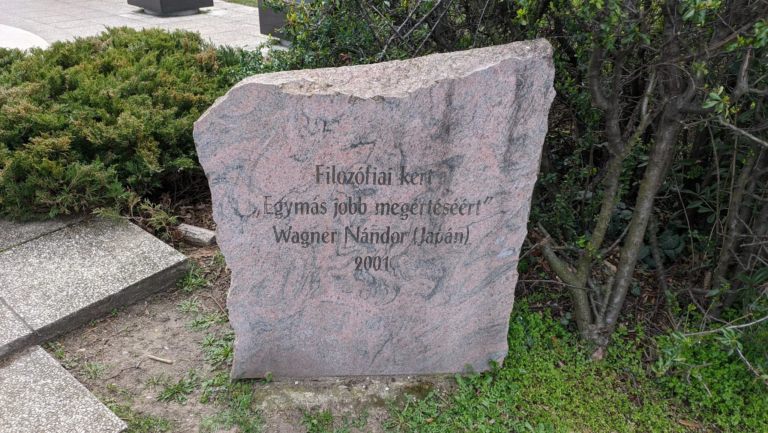 Filozófiai kert
„Egymás jobb megértéséért"
Wagner Nándor (Japán)
2001